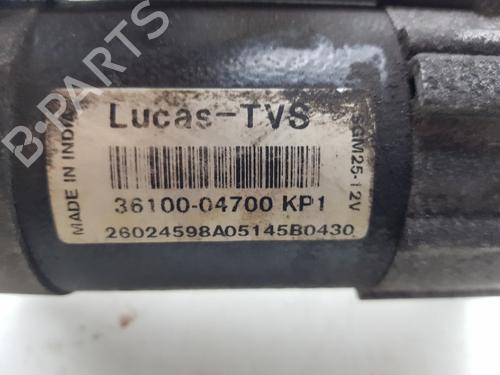 Lucas-TVS
MADE IN INDIA
SGM25-12V
36100-04700 KP1
26024598A05145B0430
B-PARTS